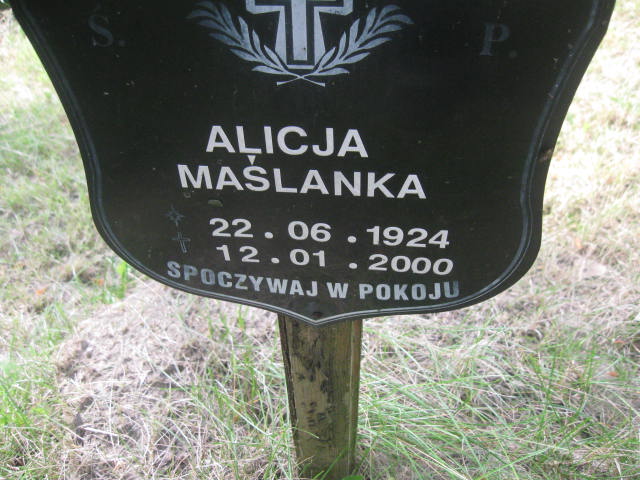 Ś. P.
ALICJA
MAŚLANKA
22.06.1924
12.01.2000
SPOCZYWAJ W POKOJU